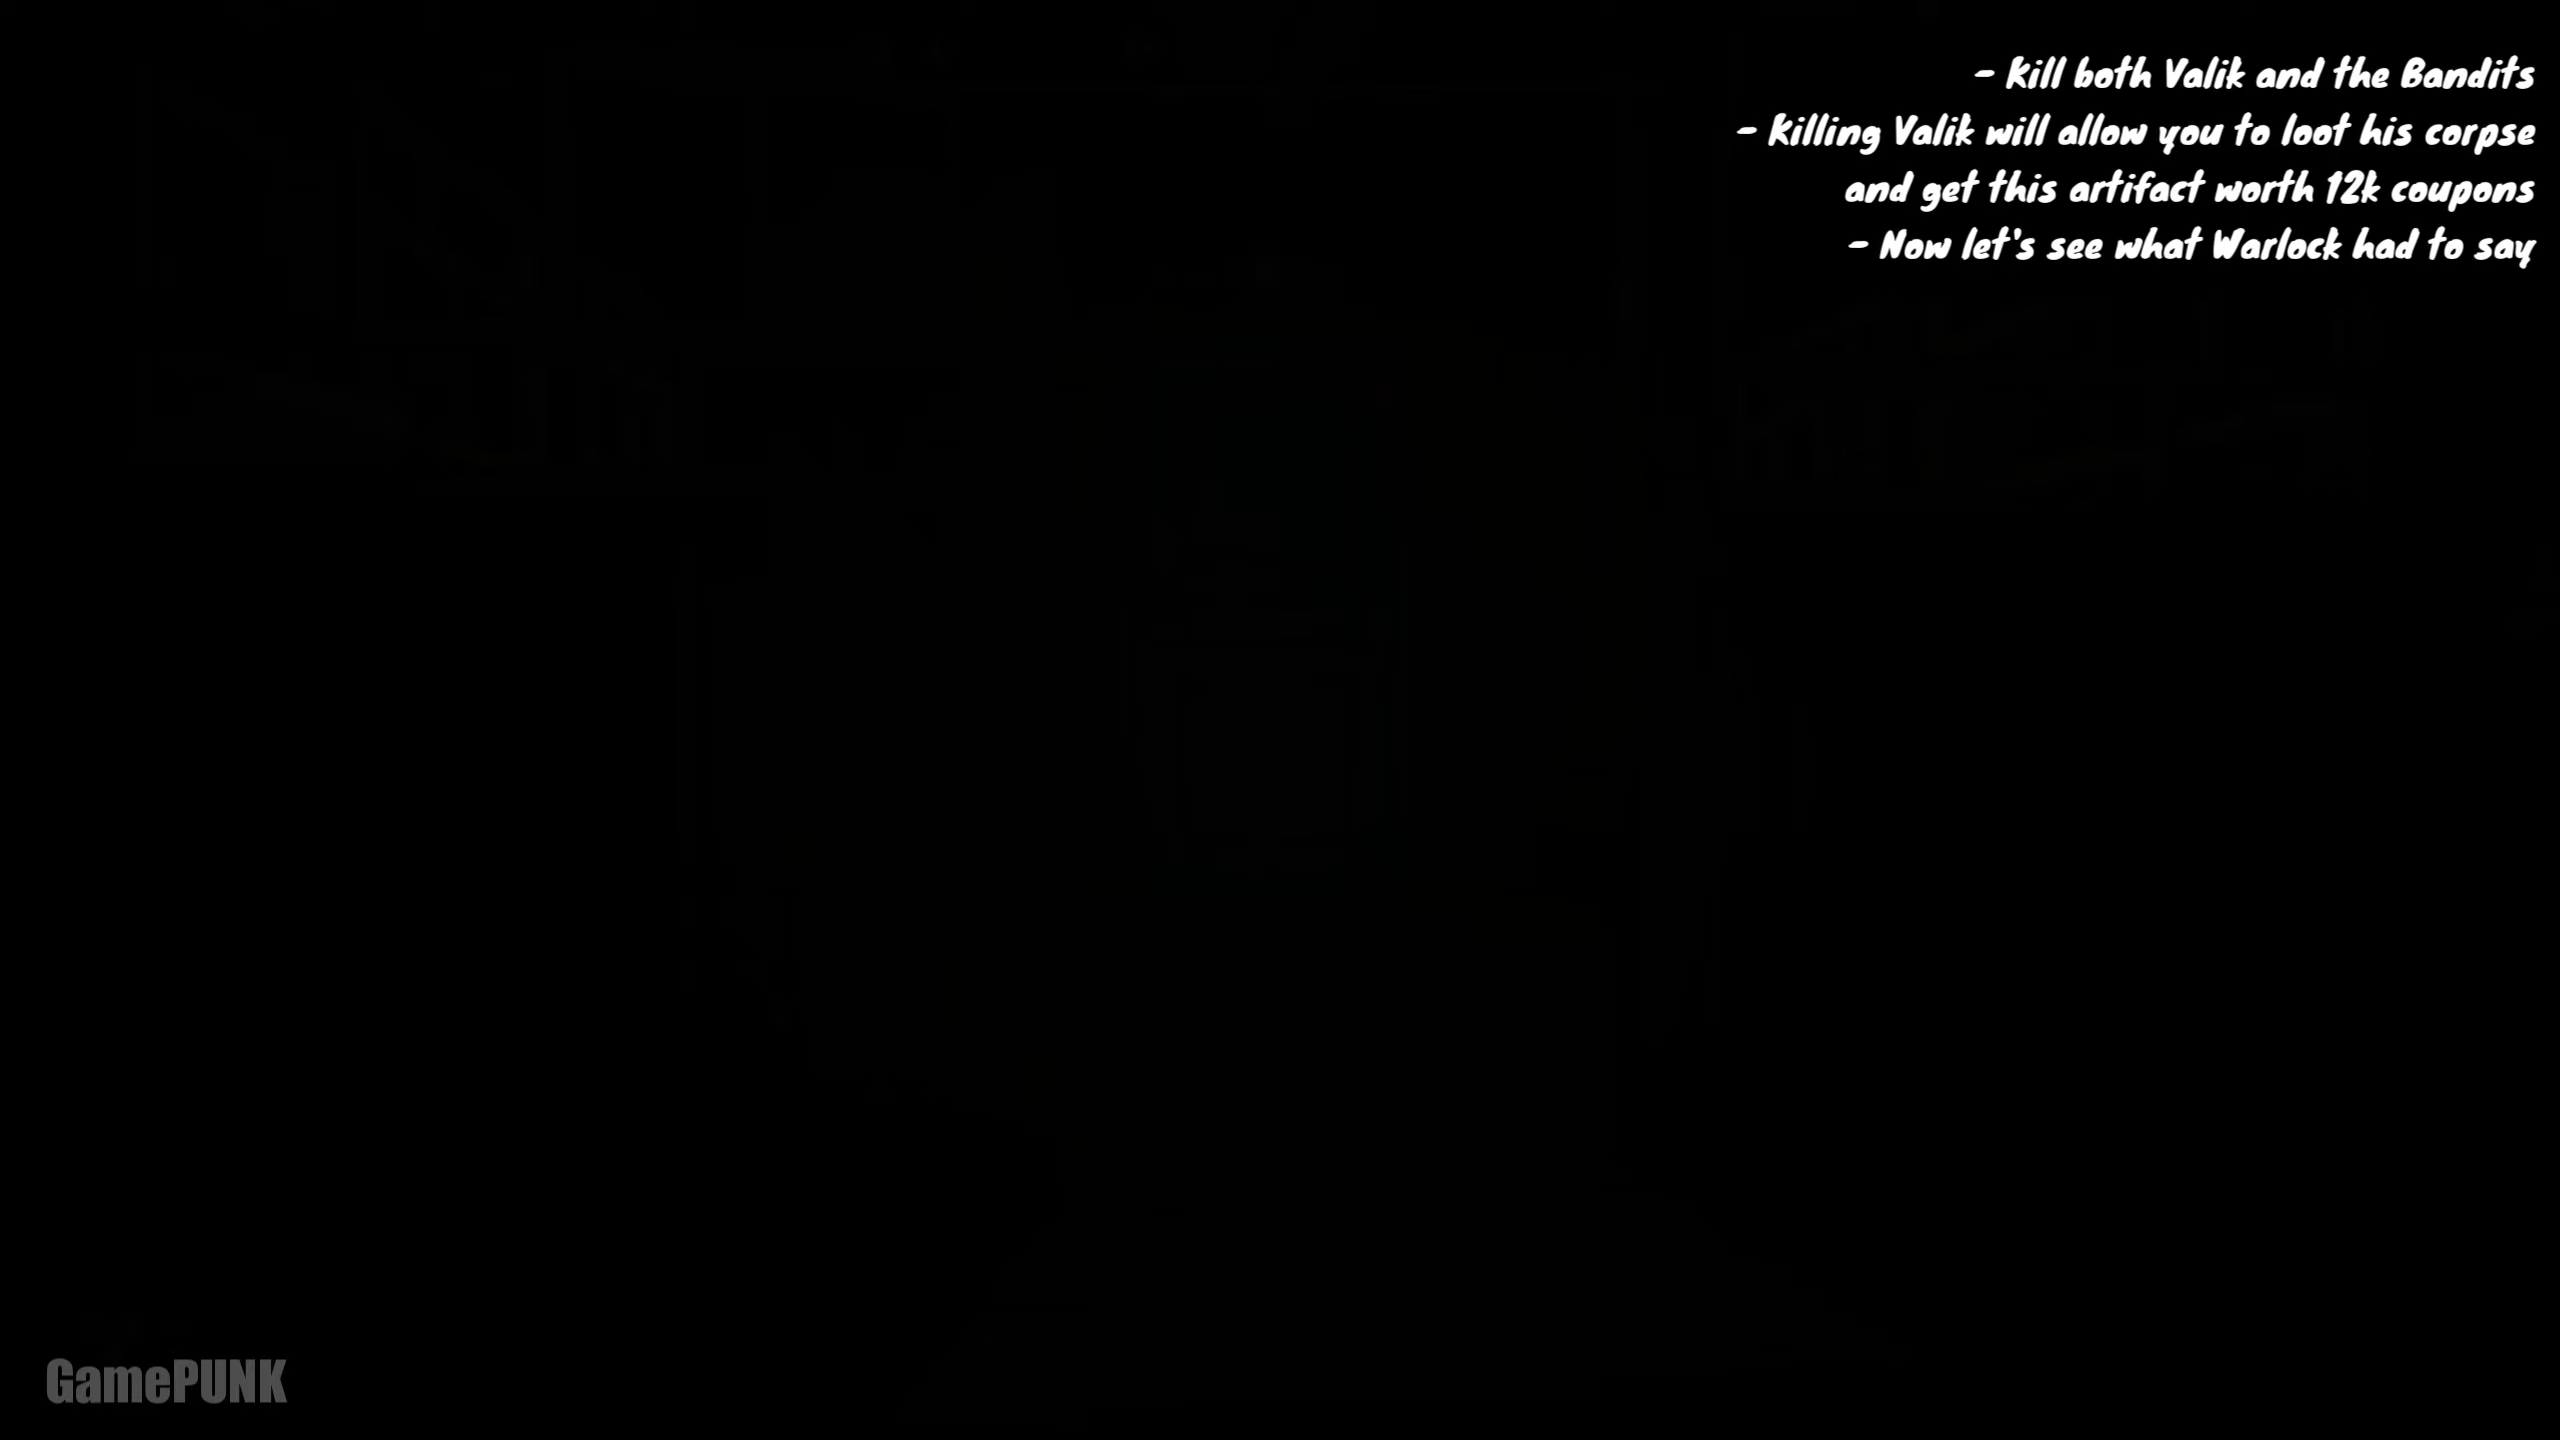 - Kill both Valik and the Bandits
- Killing Valik will allow you to loot his corpse
and get this artifact worth 12k coupons
- Now let's see what Warlock had to say
GamePUNK